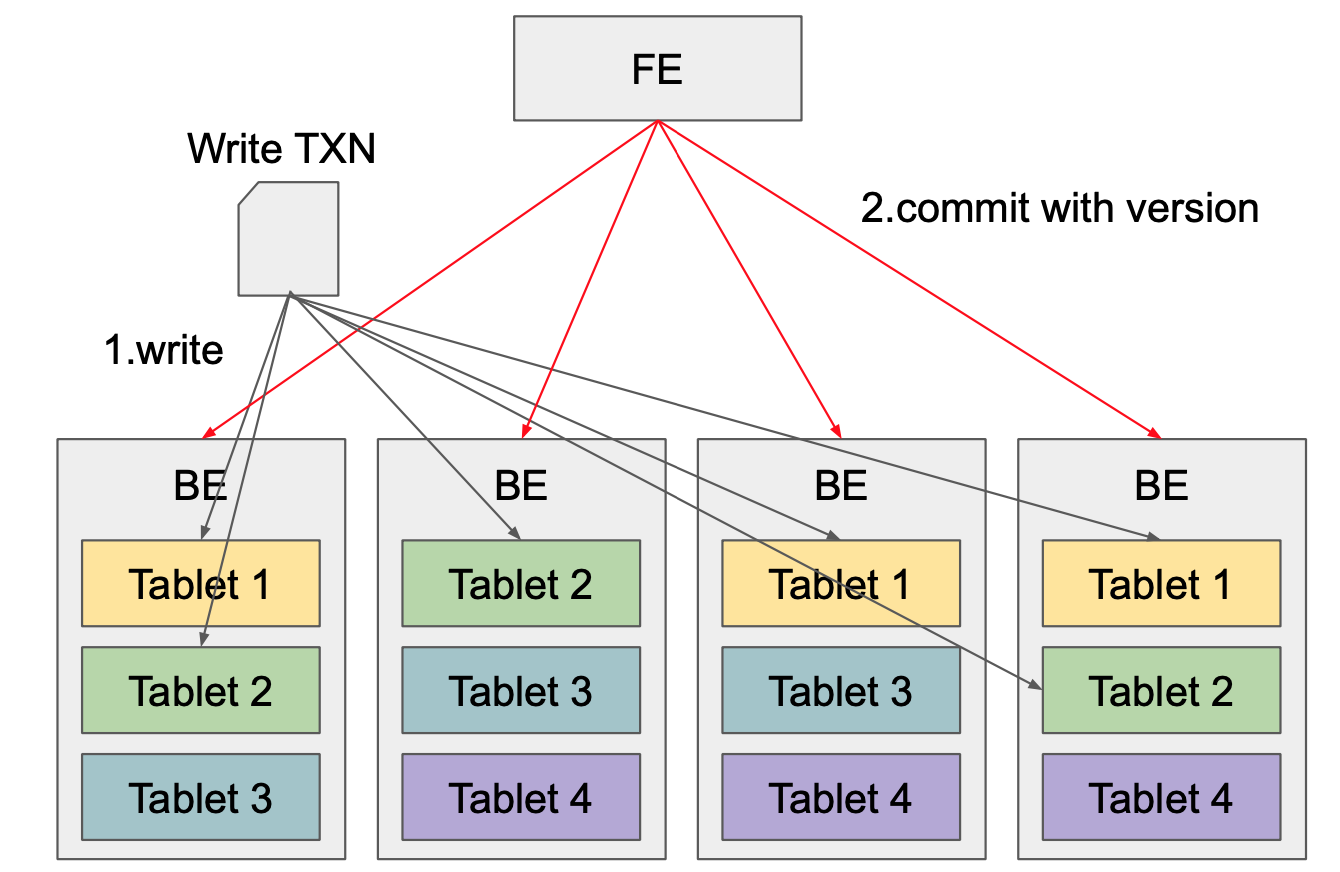 FE
Write TXN
2.commit with version
1.write
BE
Tablet 1
Tablet 2
Tablet 3
BE
Tablet 2
Tablet 3
Tablet 4
BE
Tablet 1
Tablet 3
Tablet 4
BE
Tablet 1
Tablet 2
Tablet 4